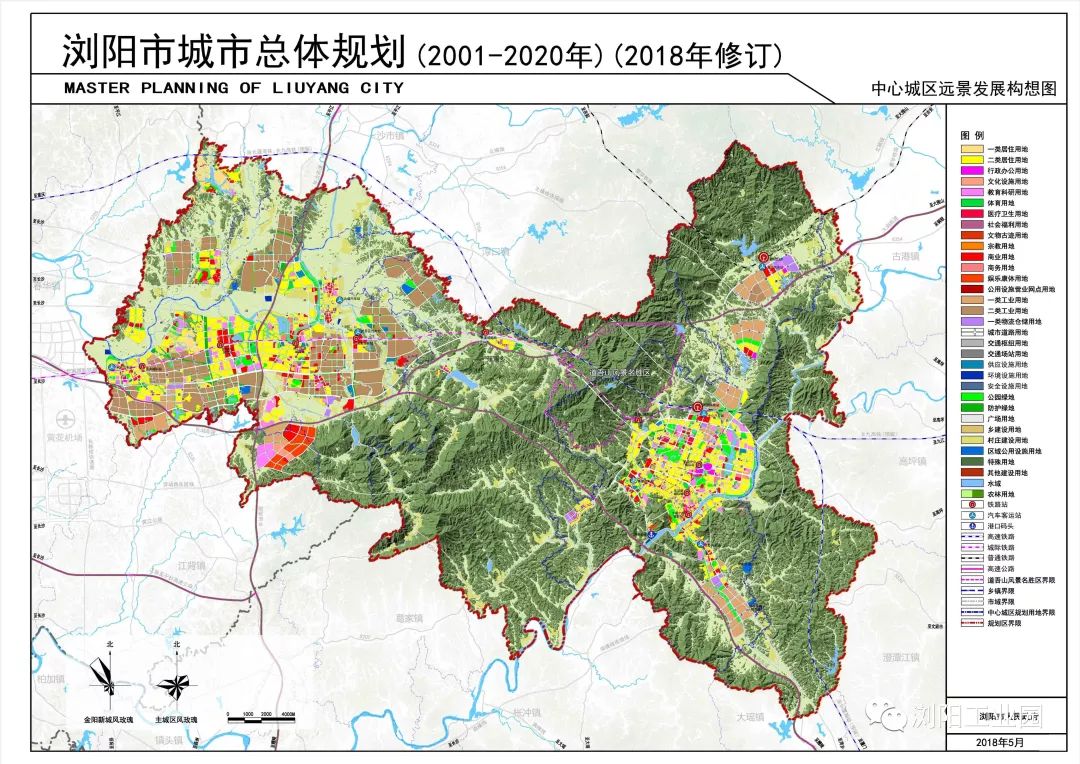 浏阳市城市总体规划(2001-2020年)(2018年修订)
MASTER PLANNING OF LIUYANG CITY
中心城区远景发展构想图
图 例
一类居住用地
二类居住用地
行政办公用地
文化设施用地
教育科研用地
体育用地
医疗卫生用地
社会福利用地
文物古迹用地
宗教用地
商业用地
商务用地
娱乐康体用地
公用设施营业网点用地
一类工业用地
二类工业用地
一类物流仓储用地
城市道路用地
交通枢纽用地
交通场站用地
供应设施用地
环境设施用地
安全设施用地
公园绿地
防护绿地
广场用地
乡建设用地
村庄建设用地
区域公用设施用地
特殊用地
其他建设用地
水域
农林用地
铁路站
汽车客运站
港口码头
高速铁路
城际铁路
普通铁路
高速公路
道吾山风景名胜区界限
乡镇界限
市域界限
中心城区规划用地界限
规划区界限
沙市镇
古港镇
春华镇
道吾山风景名胜区
黄花机场
高坪镇
江背镇
葛家镇
澄潭江镇
柏加镇
枨冲镇
大瑶镇
镇头镇
北
北
金阳新城风玫瑰
主城区风玫瑰
0 1000 2000 4000M
浏阳市人民政府
浏阳工业园
2018年5月